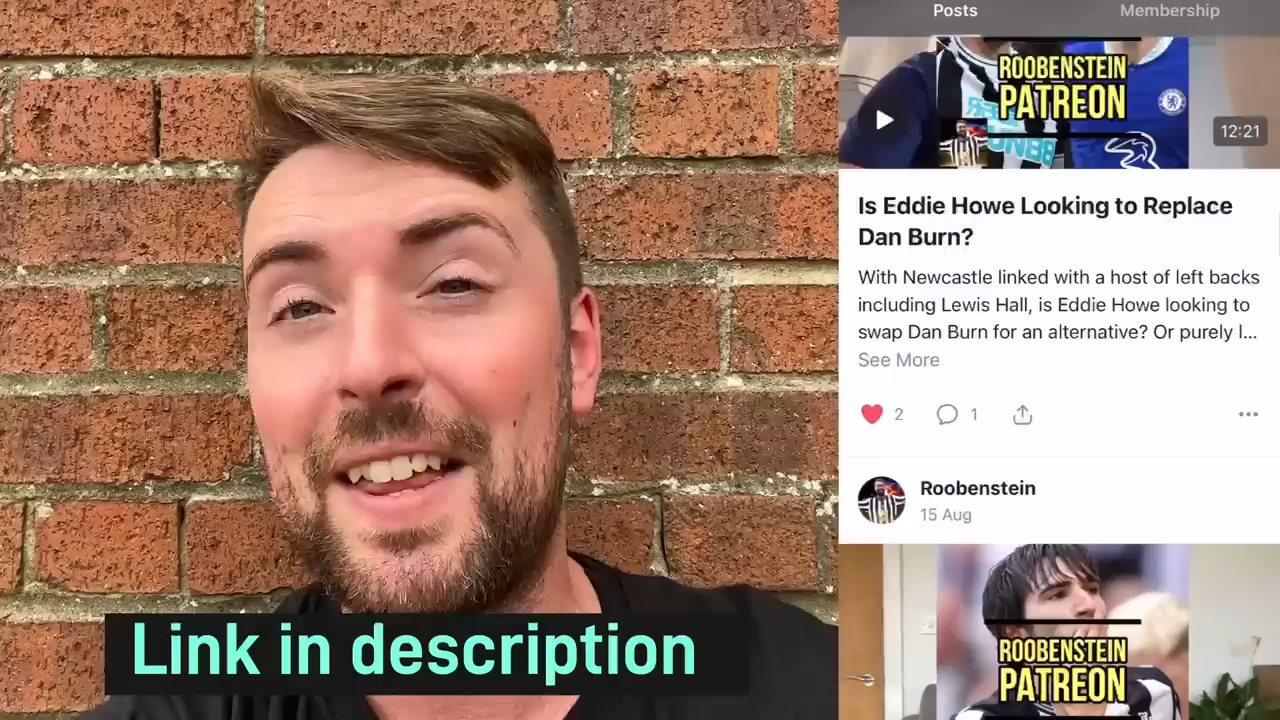 Posts
Membership
ROOBENSTEIN
PATREON
12:21
Is Eddie Howe Looking to Replace
Dan Burn?
With Newcastle linked with a host of left backs
including Lewis Hall, is Eddie Howe looking to
swap Dan Burn for an alternative? Or purely l...
See More
2
1
Roobenstein
15 Aug
ROOBENSTEIN
PATREON
Link in description